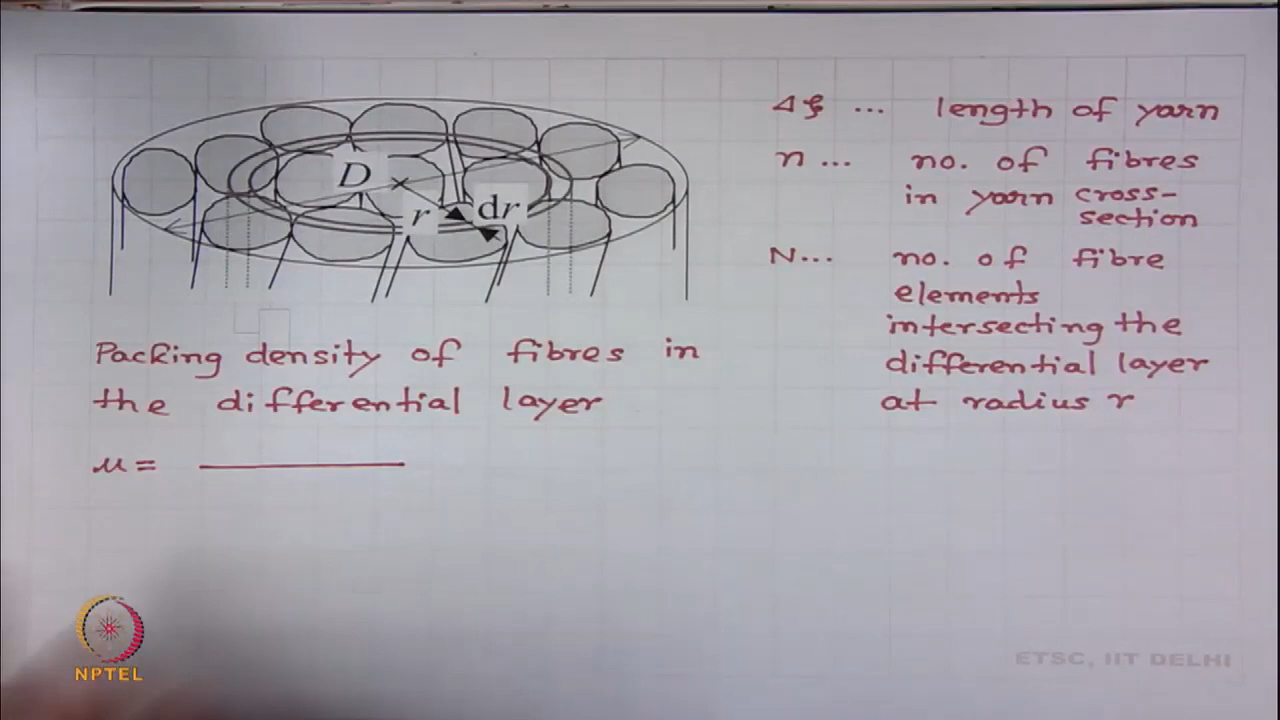 D
r
dr
Δξ ... length of yarn
n ... no. of fibres
in yarn cross-
section
N... no. of fibre
elements
intersecting the
differential layer
at radius r
Packing density of fibres in
the differential layer
μ =
NPTEL
ETSC, IIT DELHI